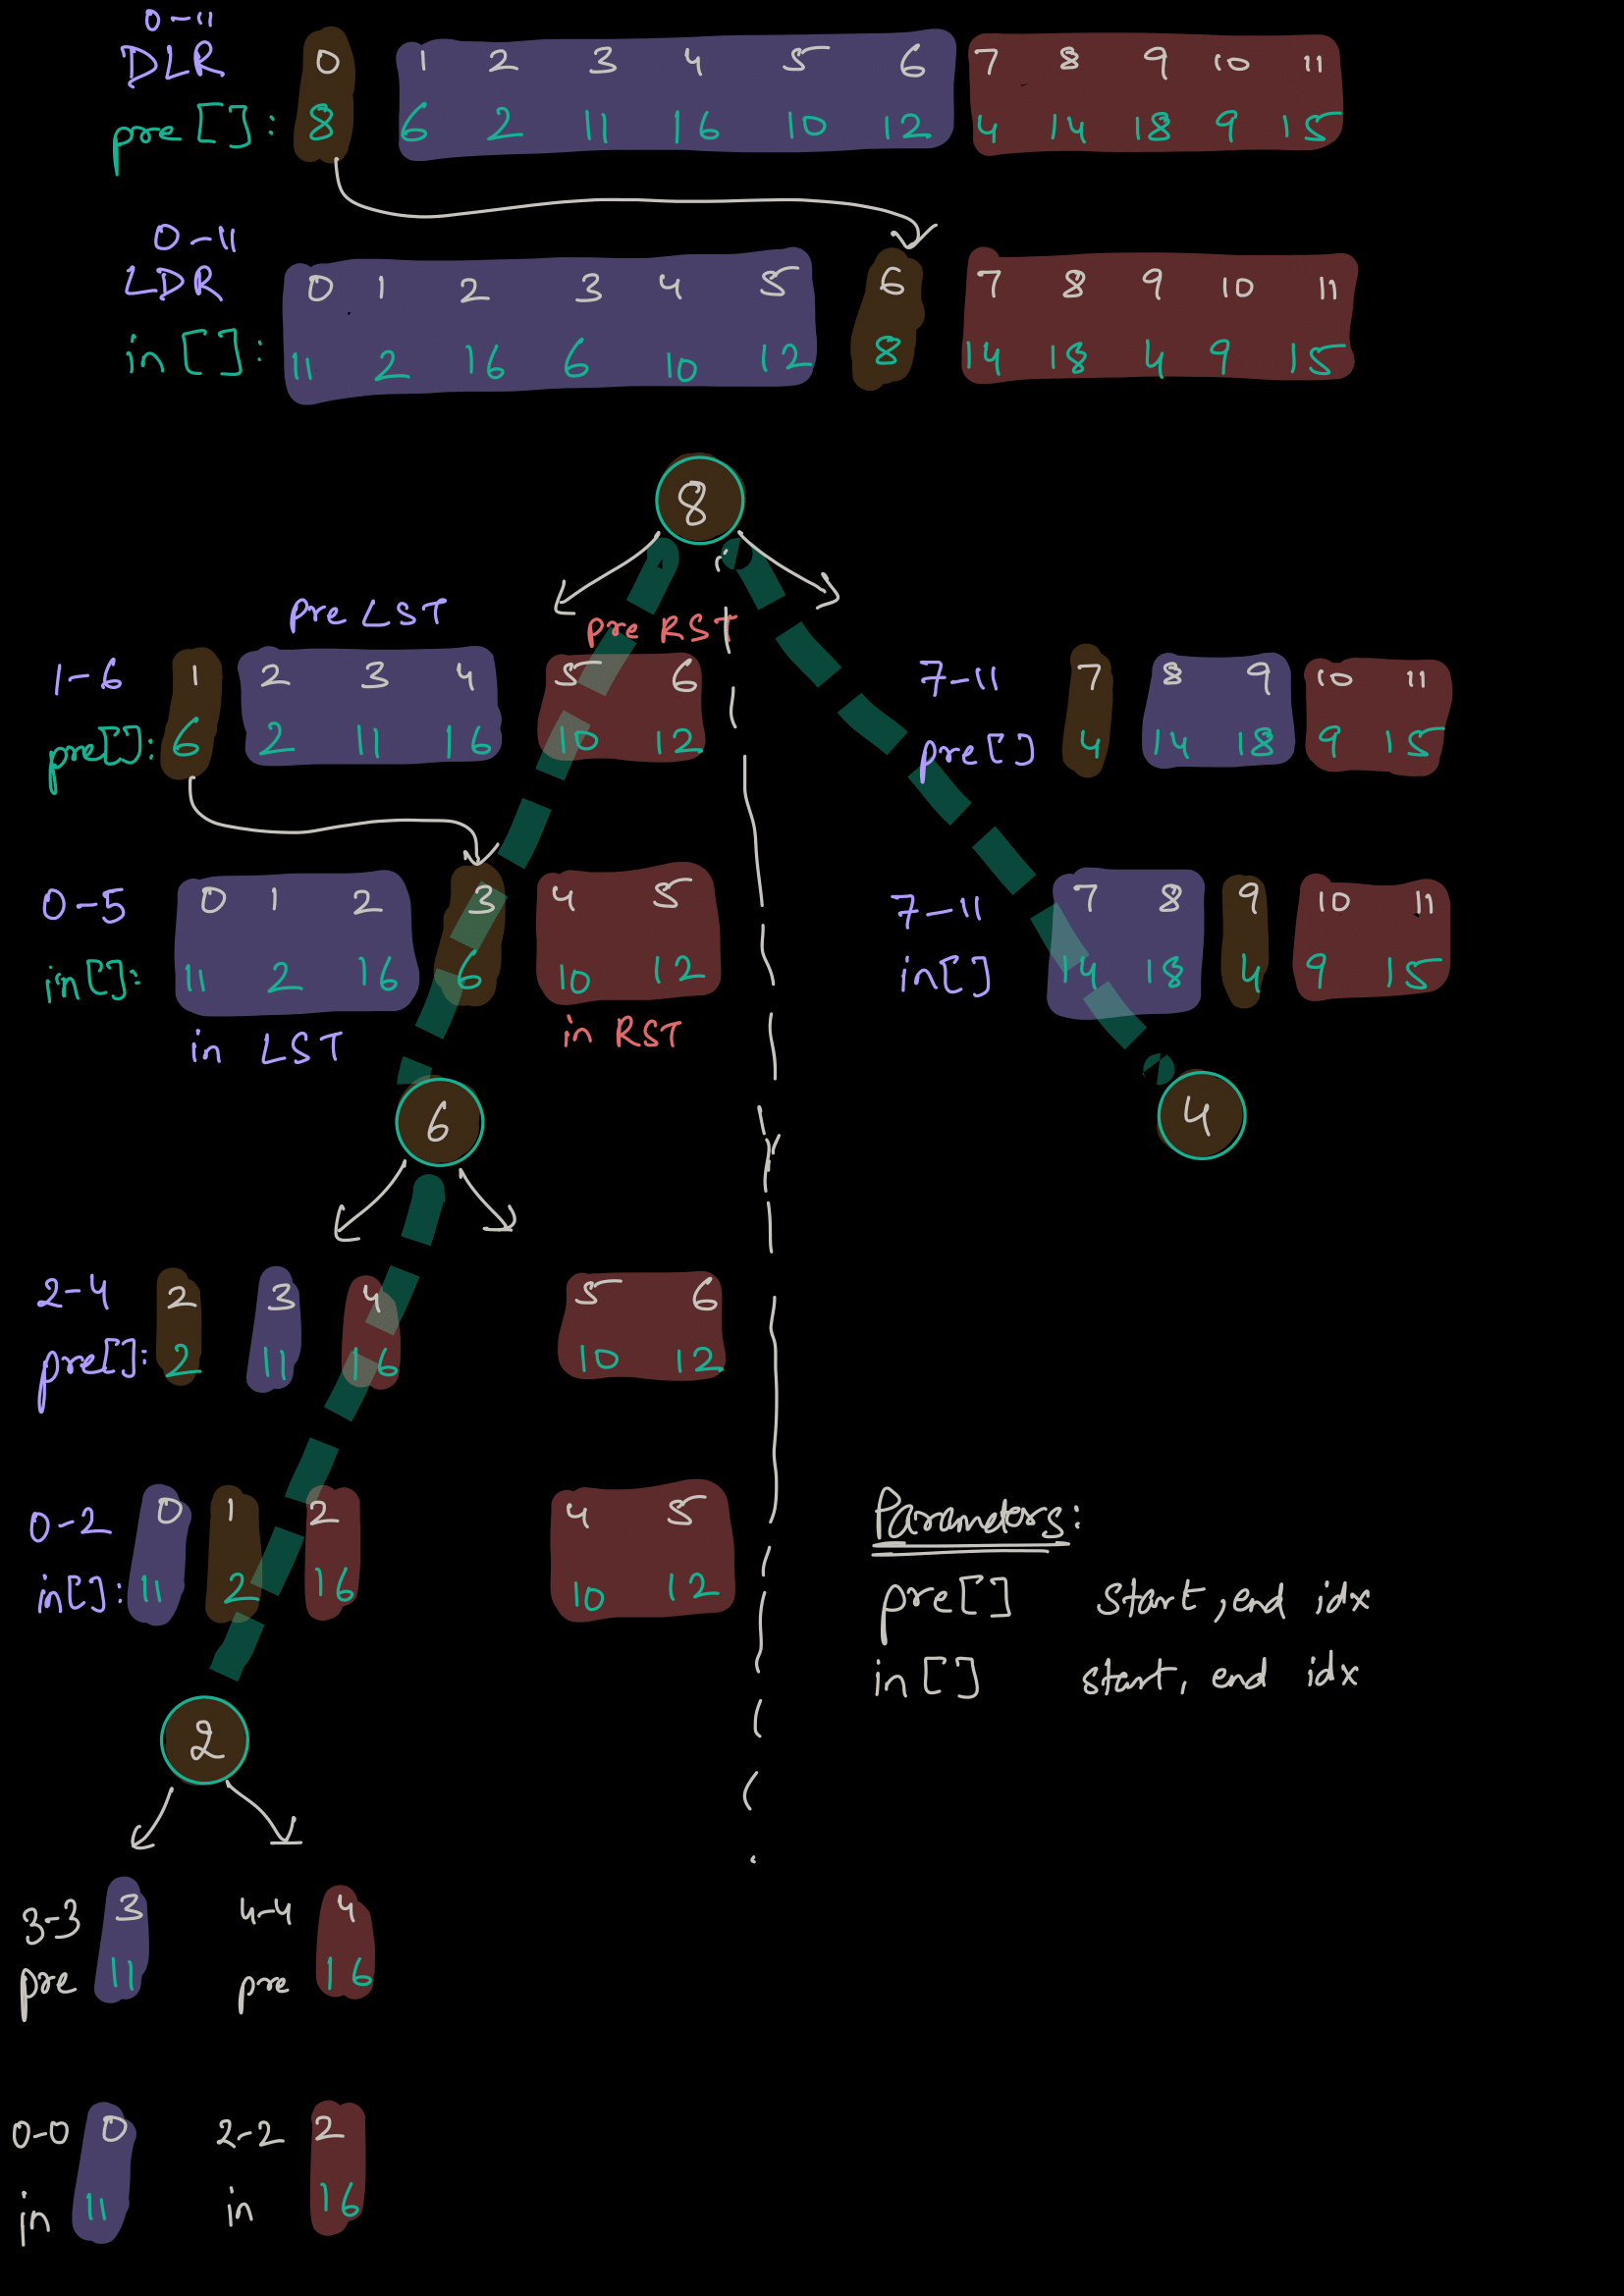 0-11
DLR 0 1 2 3 4 5 6 7 8 9 10 11
pre[]: 8 6 2 11 16 10 12 4 14 18 9 15
0-11
LDR 0 1 2 3 4 5 6 7 8 9 10 11
in[]: 11 2 16 6 10 12 8 14 18 4 9 15
8
pre LST pre RST
1-6 1 2 3 4 5 6
pre[]: 6 2 11 16 10 12
7-11 7 8 9 10 11
pre[] 4 14 18 9 15
0-5 0 1 2 3 4 5
in[]: 11 2 16 6 10 12
in LST in RST
7-11 7 8 9 10 11
in[] 14 18 4 9 15
6
4
2-4 2 3 4 5 6
pre[]: 2 11 16 10 12
0-2 0 1 2 4 5
in[]: 11 2 16 10 12
Parameters:
pre[] start, end idx
in[] start, end idx
2
3-3 3 4-4 4
pre 11 pre 16
0-0 0 2-2 2
in 11 in 16